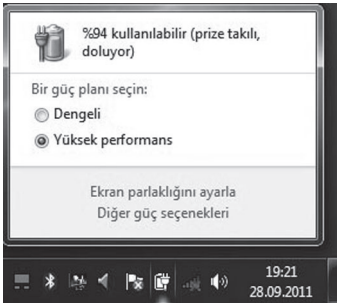 %94 kullanılabilir (prize takılı,
doluyor)
Bir güç planı seçin:
Dengeli
Yüksek performans
Ekran parlaklığını ayarla
Diğer güç seçenekleri
19:21
28.09.2011